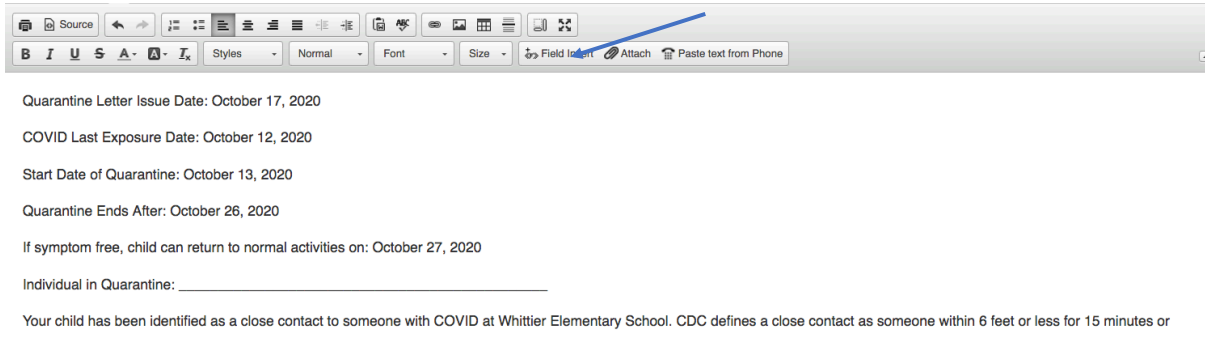 Source
B I U S A A Ix Styles Normal Font Size Field Insert Attach Paste text from Phone
Quarantine Letter Issue Date: October 17, 2020
COVID Last Exposure Date: October 12, 2020
Start Date of Quarantine: October 13, 2020
Quarantine Ends After: October 26, 2020
If symptom free, child can return to normal activities on: October 27, 2020
Individual in Quarantine: _______________________________________________
Your child has been identified as a close contact to someone with COVID at Whittier Elementary School. CDC defines a close contact as someone within 6 feet or less for 15 minutes or